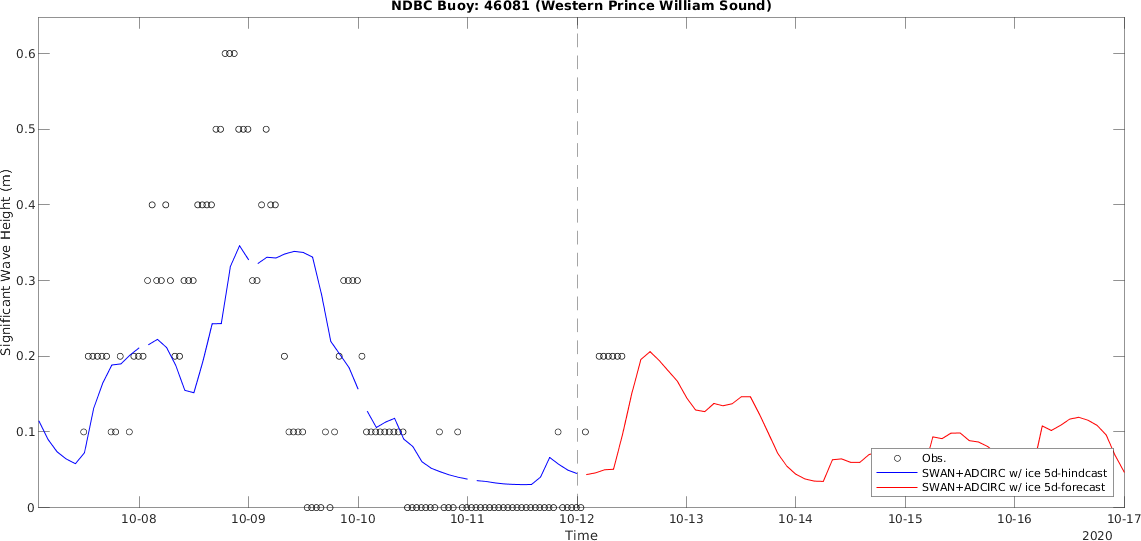 NDBC Buoy: 46081 (Western Prince William Sound)
Significant Wave Height (m)
0.6
0.5
0.4
0.3
0.2
0.1
0
Obs.
SWAN+ADCIRC w/ ice 5d-hindcast
SWAN+ADCIRC w/ ice 5d-forecast
10-08 10-09 10-10 10-11 10-12 10-13 10-14 10-15 10-16 10-17
Time
2020